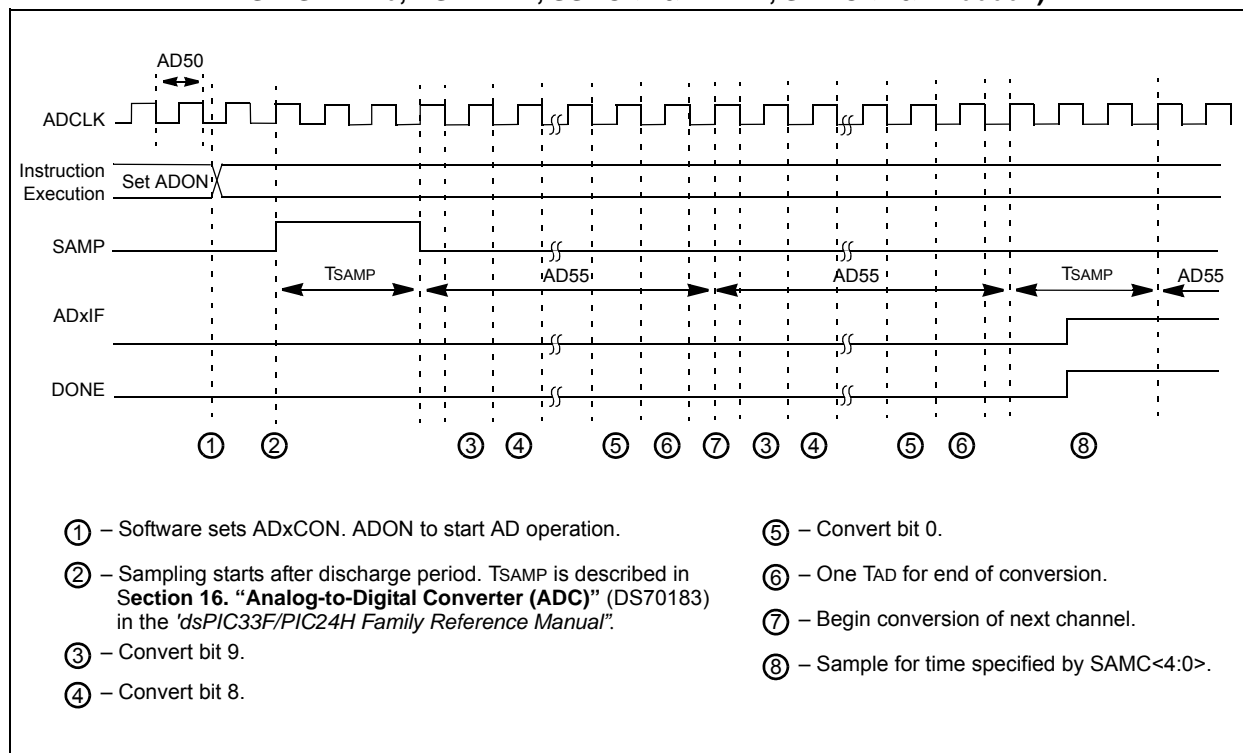 AD50
ADCLK
Instruction
Execution
Set ADON
SAMP
TSAMP
AD55
AD55
TSAMP
AD55
ADxIF
DONE
1 2 3 4 5 6 7 3 4 5 6 8
1 – Software sets ADxCON. ADON to start AD operation.
2 – Sampling starts after discharge period. TSAMP is described in
Section 16. “Analog-to-Digital Converter (ADC)” (DS70183)
in the 'dsPIC33F/PIC24H Family Reference Manual”.
3 – Convert bit 9.
4 – Convert bit 8.
5 – Convert bit 0.
6 – One TAD for end of conversion.
7 – Begin conversion of next channel.
8 – Sample for time specified by SAMC<4:0>.